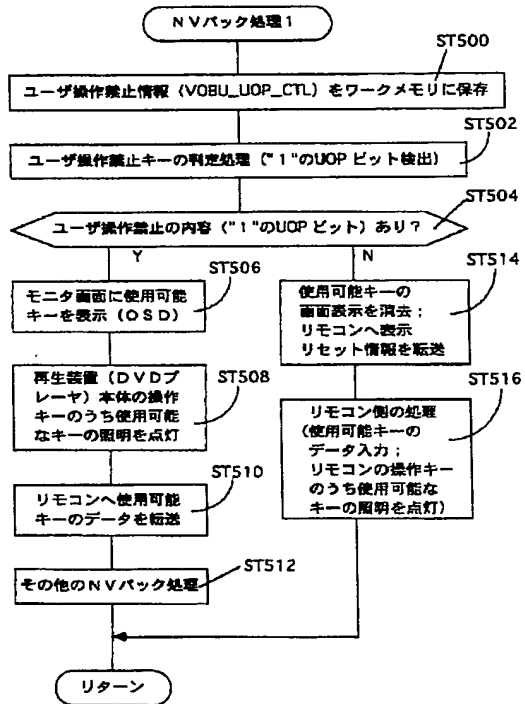 NVパック処理1
ST500
ユーザ操作禁止情報(VOBU_UOP_CTL)をワークメモリに保存
ST502
ユーザ操作禁止キーの判定処理("1"のUOPビット検出)
ST504
ユーザ操作禁止の内容("1"のUOPビット)あり?
Y
N
ST506
モニタ画面に使用可能
キーを表示(OSD)
ST508
再生装置(DVDプ
レーヤ)本体の操作
キーのうち使用可能
なキーの照明を点灯
ST510
リモコンへ使用可能
キーのデータを転送
ST512
その他のNVパック処理
ST514
使用可能キーの
画面表示を消去;
リモコンへ表示
リセット情報を転送
ST516
リモコン側の処理
(使用可能キーの
データ入力;
リモコンの操作キー
のうち使用可能な
キーの照明を点灯)
リターン